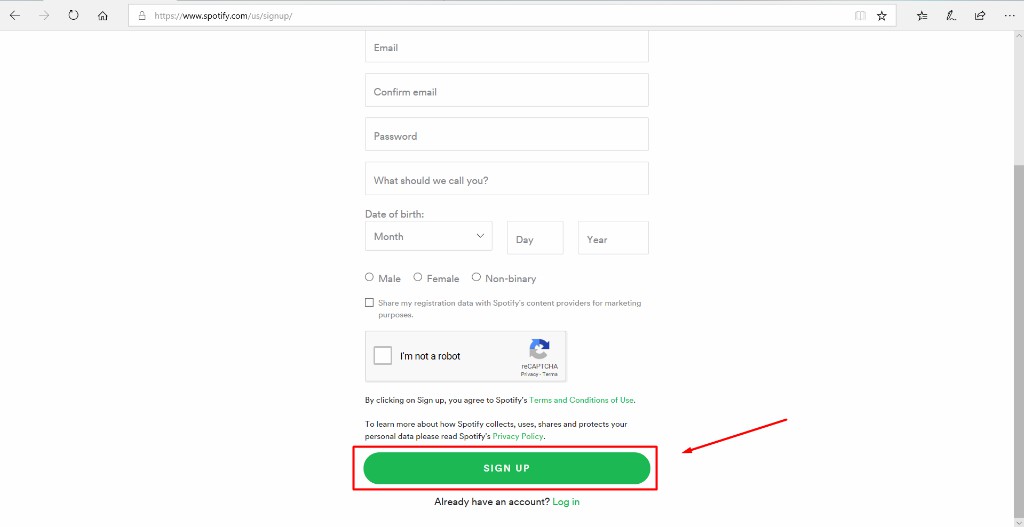 https://www.spotify.com/us/signup/
Email
Confirm email
Password
What should we call you?
Date of birth:
Month Day Year
Male Female Non-binary
Share my registration data with Spotify's content providers for marketing
purposes.
I'm not a robot
reCAPTCHA
Privacy - Terms
By clicking on Sign up, you agree to Spotify's Terms and Conditions of Use.
To learn more about how Spotify collects, uses, shares and protects your
personal data please read Spotify's Privacy Policy.
SIGN UP
Already have an account? Log in